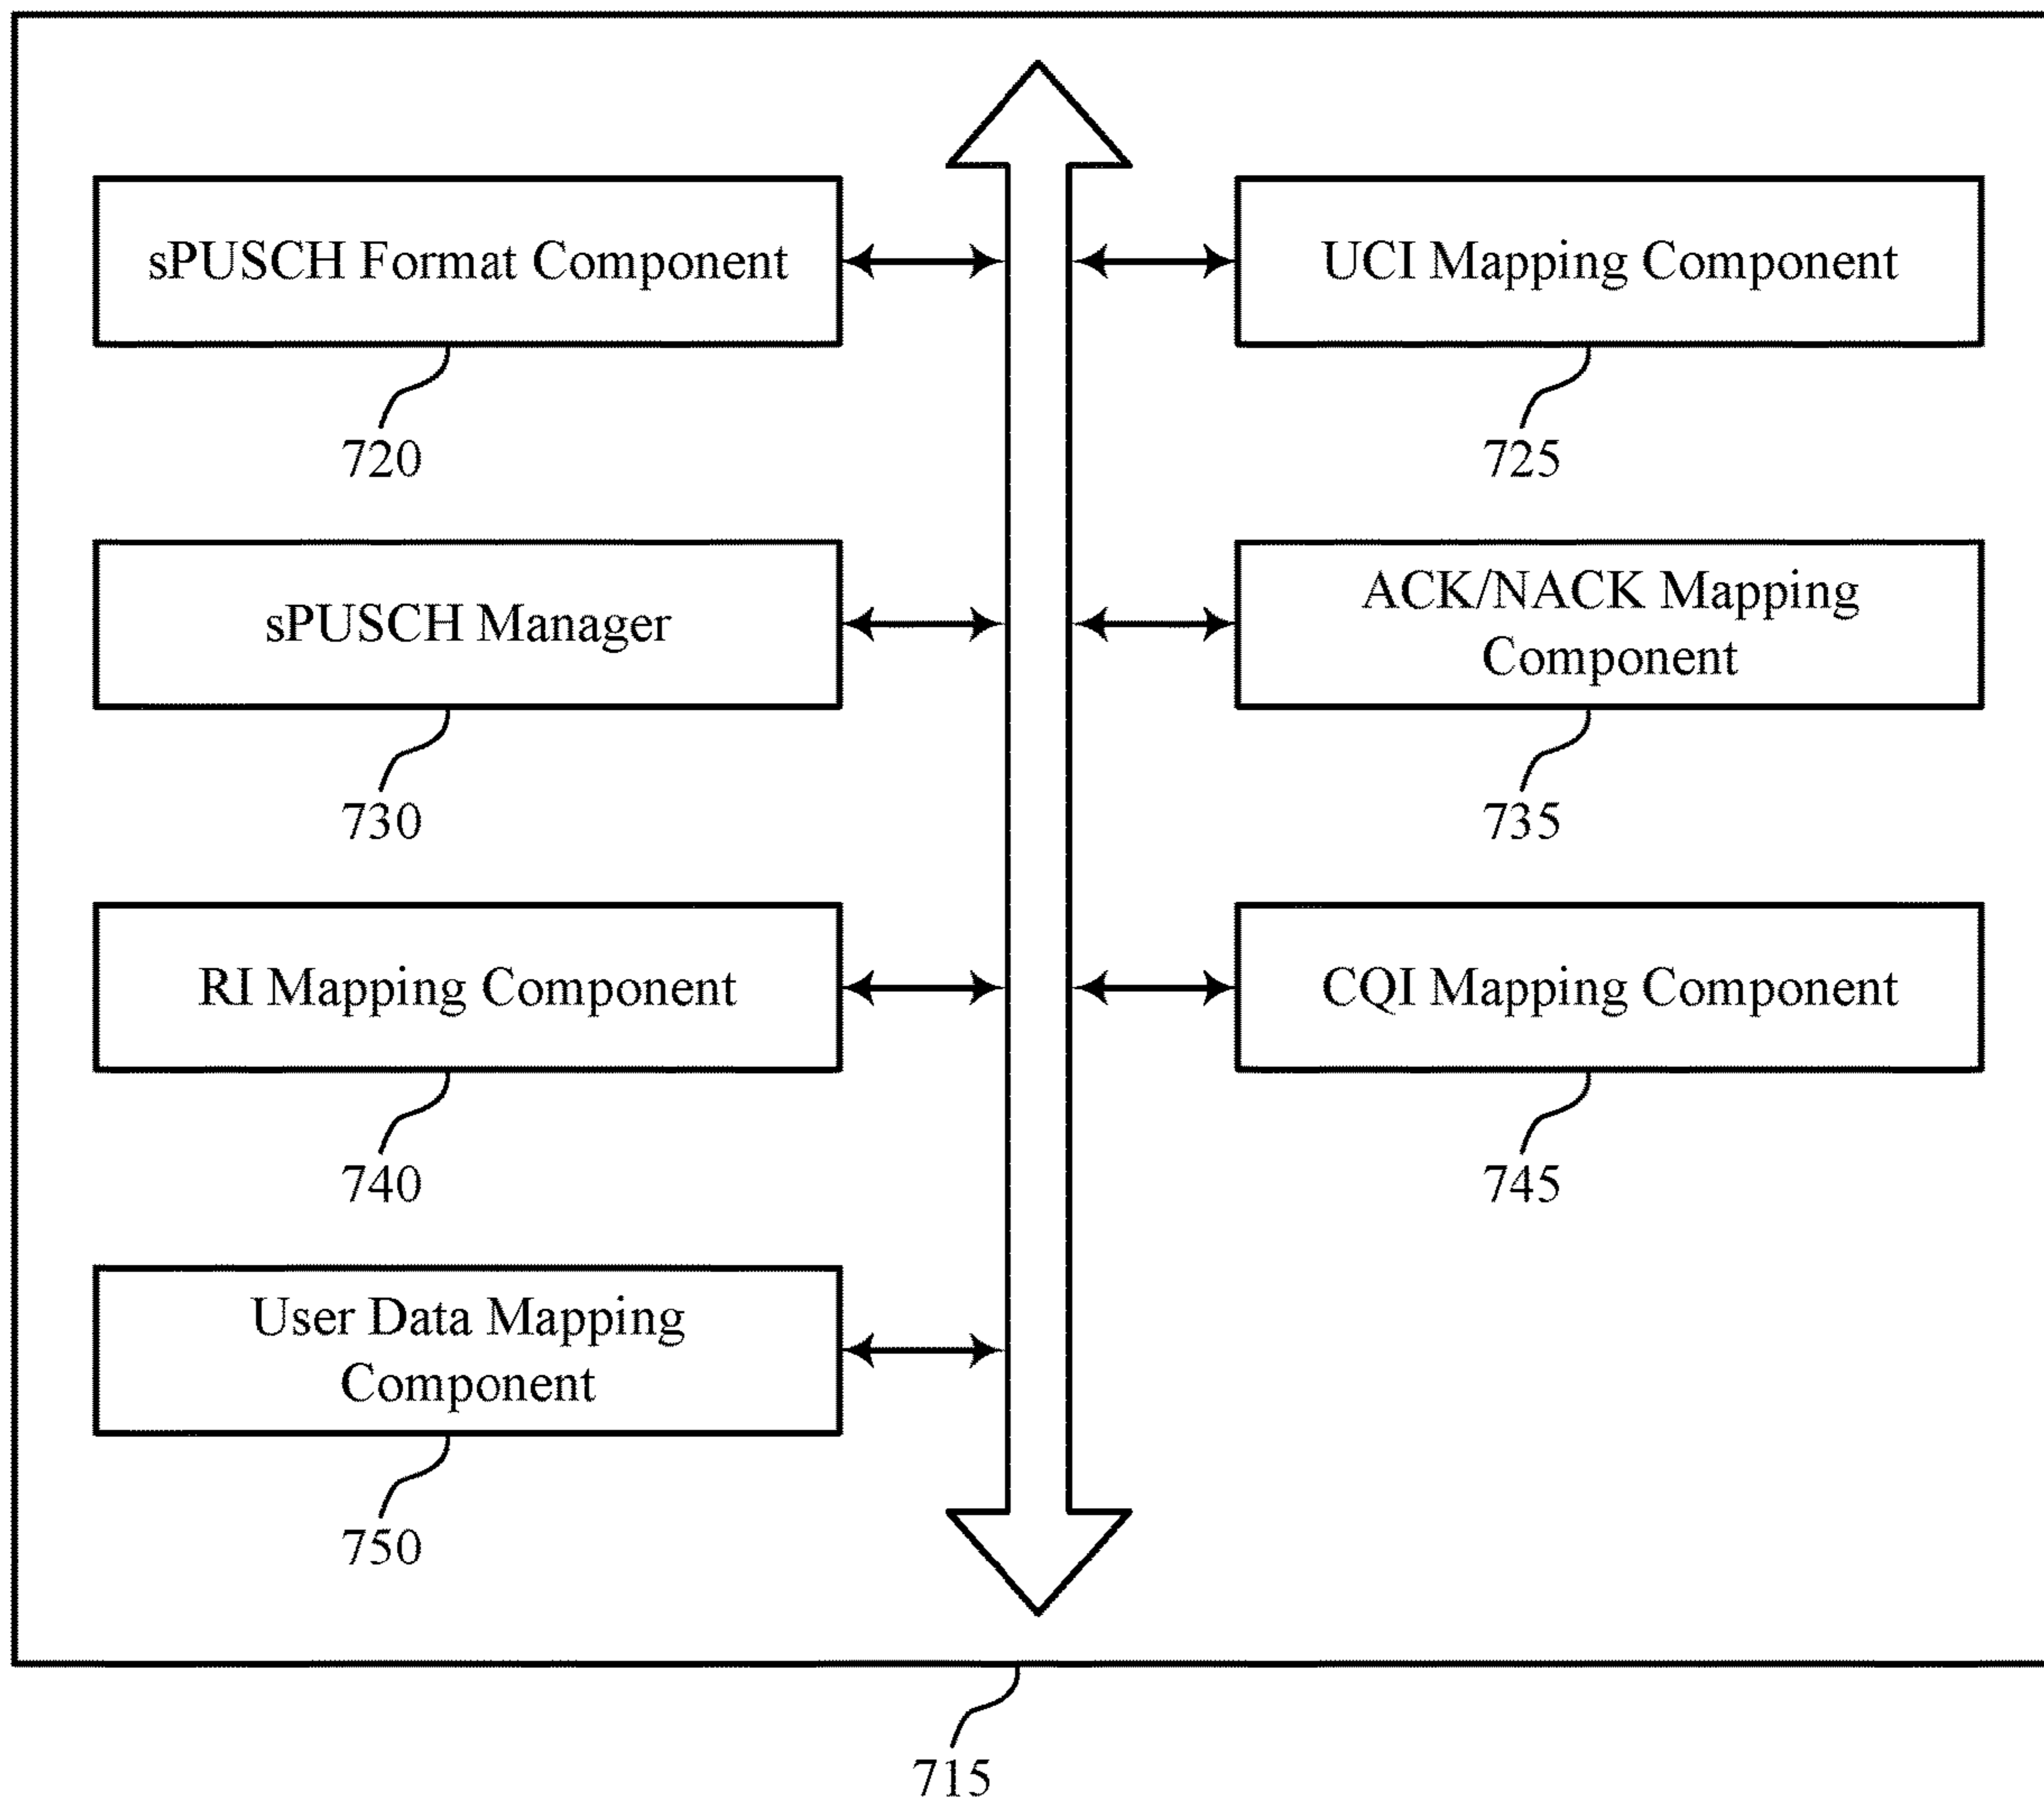 sPUSCH Format Component
UCI Mapping Component
720
725
sPUSCH Manager
ACK/NACK Mapping
Component
730
735
RI Mapping Component
CQI Mapping Component
740
745
User Data Mapping
Component
750
715